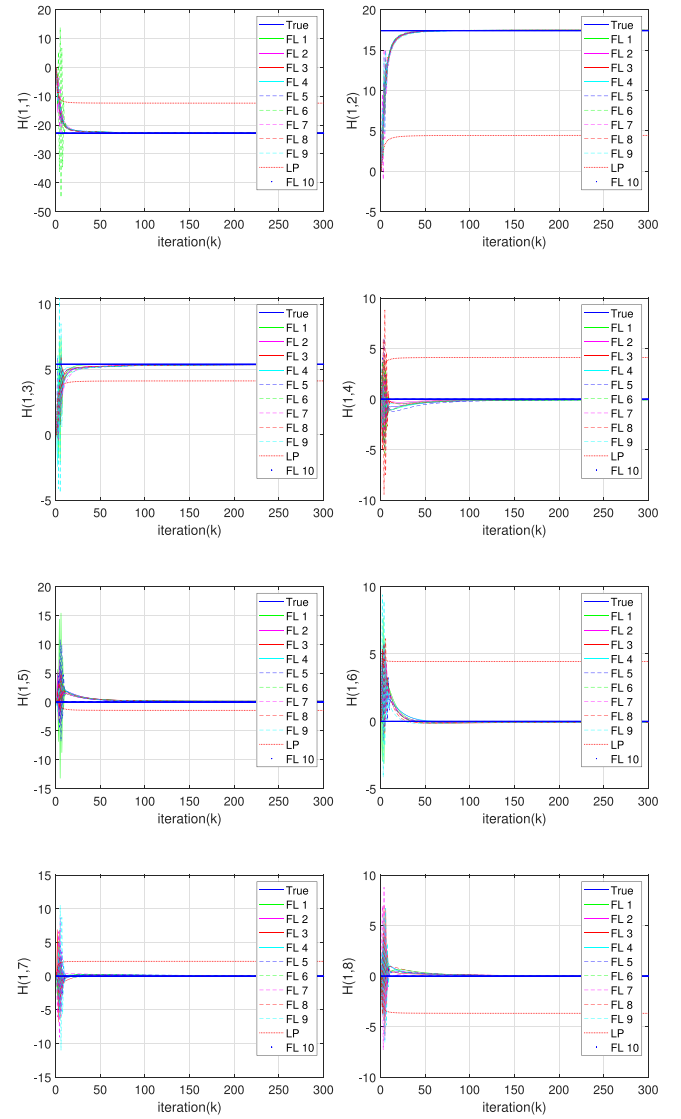 20
10
0
-10
-20
-30
-40
-50
H(1,1)
0 50 100 150 200 250 300
iteration(k)
True
FL 1
FL 2
FL 3
FL 4
FL 5
FL 6
FL 7
FL 8
FL 9
LP
FL 10
20
15
10
5
0
-5
H(1,2)
0 50 100 150 200 250 300
iteration(k)
True
FL 1
FL 2
FL 3
FL 4
FL 5
FL 6
FL 7
FL 8
FL 9
LP
FL 10
10
5
0
-5
H(1,3)
0 50 100 150 200 250 300
iteration(k)
True
FL 1
FL 2
FL 3
FL 4
FL 5
FL 6
FL 7
FL 8
FL 9
LP
FL 10
10
5
0
-5
-10
H(1,4)
0 50 100 150 200 250 300
iteration(k)
True
FL 1
FL 2
FL 3
FL 4
FL 5
FL 6
FL 7
FL 8
FL 9
LP
FL 10
20
15
10
5
0
-5
-10
-15
H(1,5)
0 50 100 150 200 250 300
iteration(k)
True
FL 1
FL 2
FL 3
FL 4
FL 5
FL 6
FL 7
FL 8
FL 9
LP
FL 10
10
5
0
-5
H(1,6)
0 50 100 150 200 250 300
iteration(k)
True
FL 1
FL 2
FL 3
FL 4
FL 5
FL 6
FL 7
FL 8
FL 9
LP
FL 10
15
10
5
0
-5
-10
-15
H(1,7)
0 50 100 150 200 250 300
iteration(k)
True
FL 1
FL 2
FL 3
FL 4
FL 5
FL 6
FL 7
FL 8
FL 9
LP
FL 10
10
5
0
-5
-10
H(1,8)
0 50 100 150 200 250 300
iteration(k)
True
FL 1
FL 2
FL 3
FL 4
FL 5
FL 6
FL 7
FL 8
FL 9
LP
FL 10